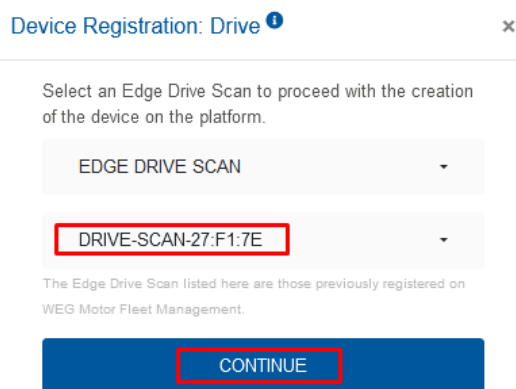 Device Registration: Drive
Select an Edge Drive Scan to proceed with the creation
of the device on the platform.
EDGE DRIVE SCAN
DRIVE-SCAN-27:F1:7E
The Edge Drive Scan listed here are those previously registered on
WEG Motor Fleet Management.
CONTINUE